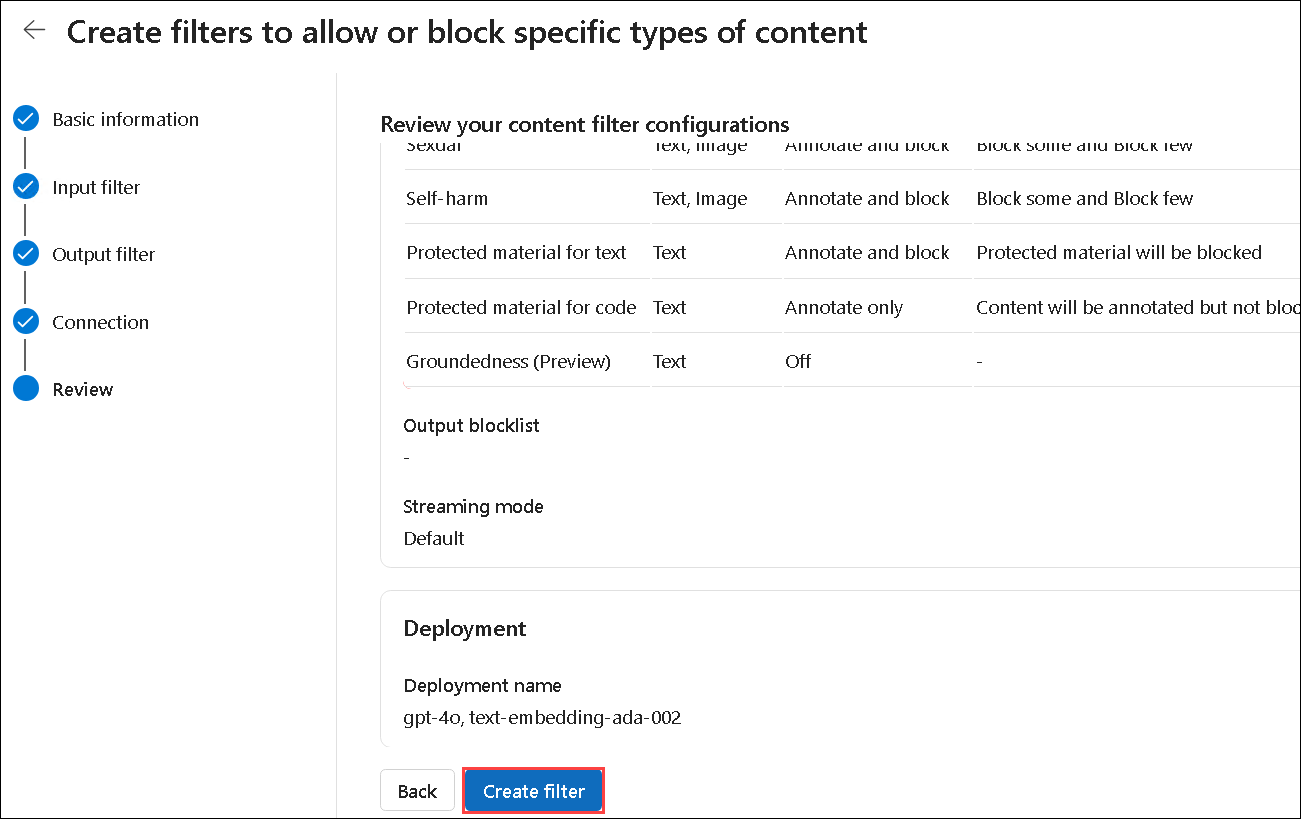 Create filters to allow or block specific types of content
Basic information
Input filter
Output filter
Connection
Review
Review your content filter configurations
Sexual Text, Image Annotate and block Block some and Block few
Self-harm Text, Image Annotate and block Block some and Block few
Protected material for text Text Annotate and block Protected material will be blocked
Protected material for code Text Annotate only Content will be annotated but not bloc
Groundedness (Preview) Text Off -
Output blocklist
-
Streaming mode
Default
Deployment
Deployment name
gpt-4o, text-embedding-ada-002
Back Create filter